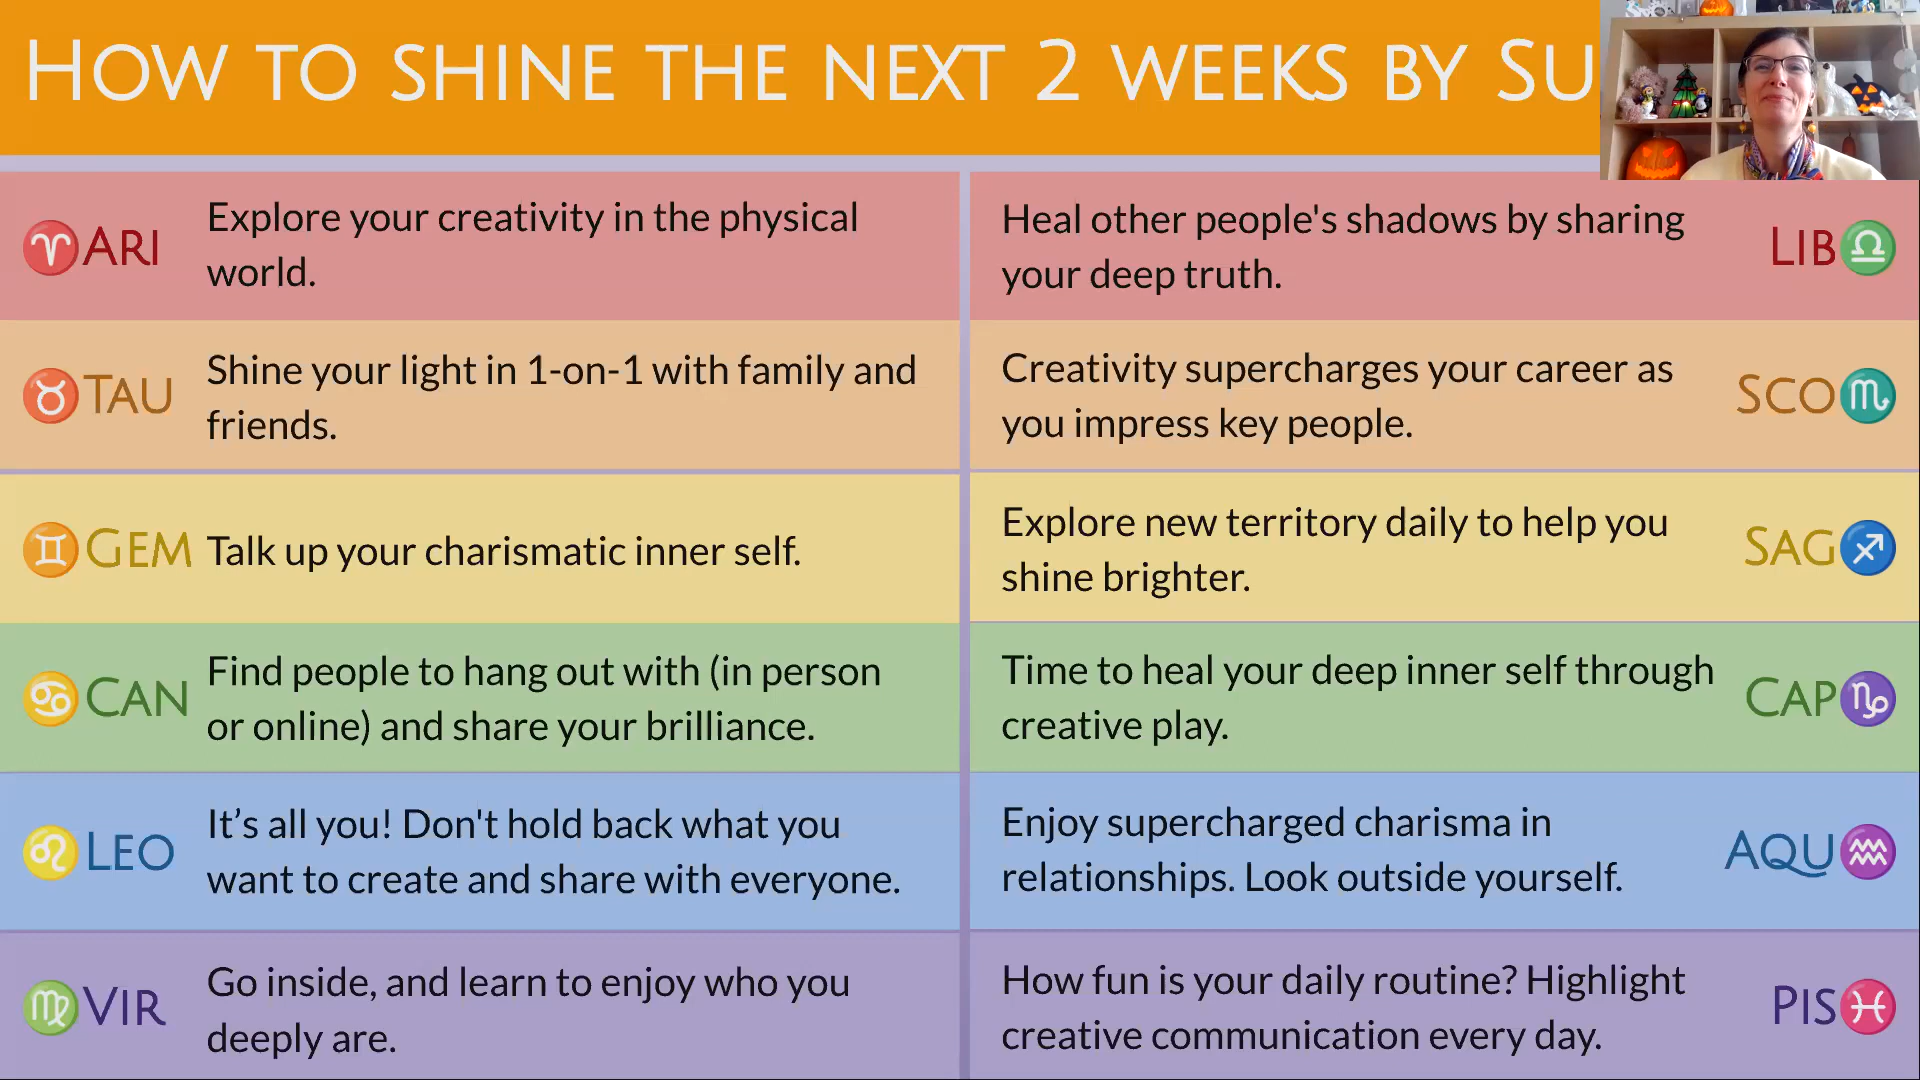 HOW TO SHINE THE NEXT 2 WEEKS BY SU
♈ ARI
Explore your creativity in the physical
world.
♉ TAU
Shine your light in 1-on-1 with family and
friends.
♊ GEM
Talk up your charismatic inner self.
♋ CAN
Find people to hang out with (in person
or online) and share your brilliance.
♌ LEO
It’s all you! Don't hold back what you
want to create and share with everyone.
♍ VIR
Go inside, and learn to enjoy who you
deeply are.
Heal other people's shadows by sharing
your deep truth.
LIB ♎
Creativity supercharges your career as
you impress key people.
SCO ♏
Explore new territory daily to help you
shine brighter.
SAG ♐
Time to heal your deep inner self through
creative play.
CAP ♑
Enjoy supercharged charisma in
relationships. Look outside yourself.
AQU ♒
How fun is your daily routine? Highlight
creative communication every day.
PIS ♓